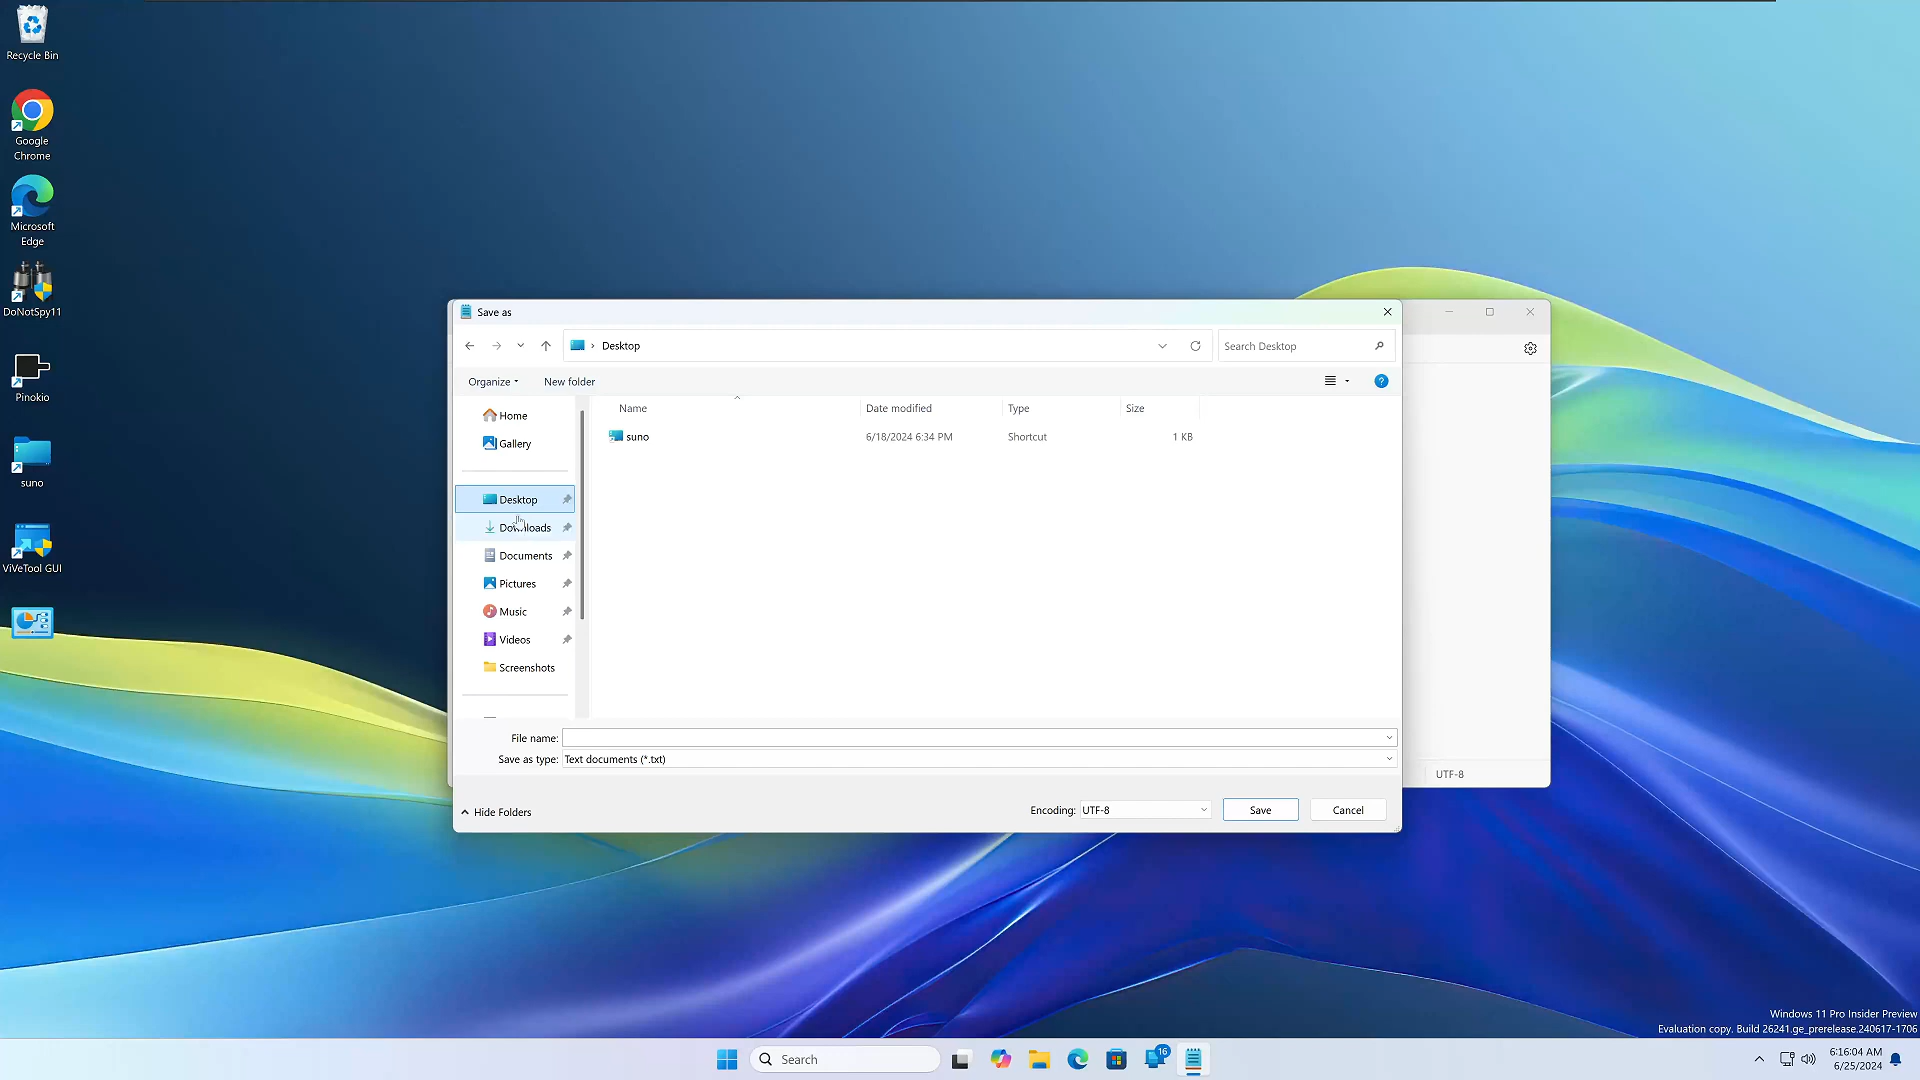 Recycle Bin
Google
Chrome
Microsoft
Edge
DoNotSpy11
Pinokio
suno
ViVeTool GUI
Save as
Desktop
Search Desktop
Organize
New folder
?
Home
Gallery
Desktop
Downloads
Documents
Pictures
Music
Videos
Screenshots
Name Date modified Type Size
suno 6/18/2024 6:34 PM Shortcut 1 KB
File name:
Save as type: Text documents (*.txt)
Hide Folders
Encoding: UTF-8
Save
Cancel
UTF-8
Windows 11 Pro Insider Preview
Evaluation copy. Build 26241.ge_prerelease.240617-1706
Search
16
6:16:04 AM
6/25/2024